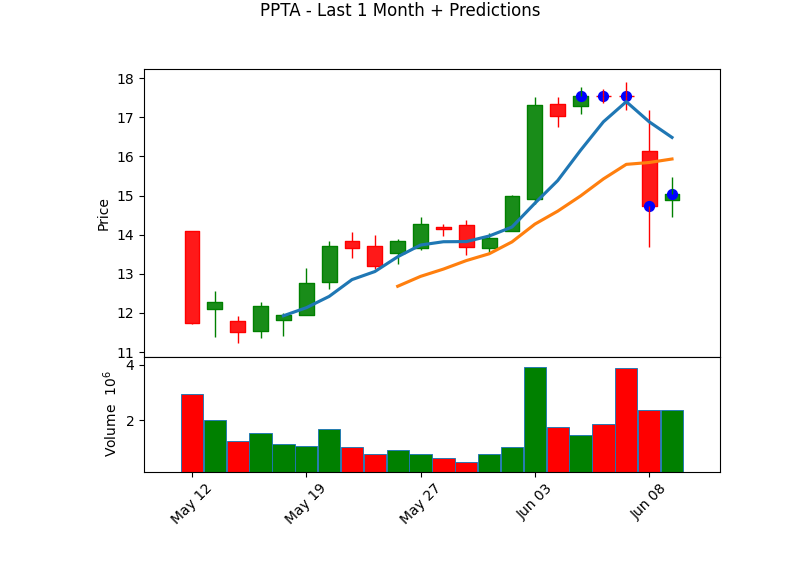 PPTA - Last 1 Month + Predictions
18
17
16
15
14
13
12
11
Price
4
2
Volume 10^6
May 12
May 19
May 27
Jun 03
Jun 08